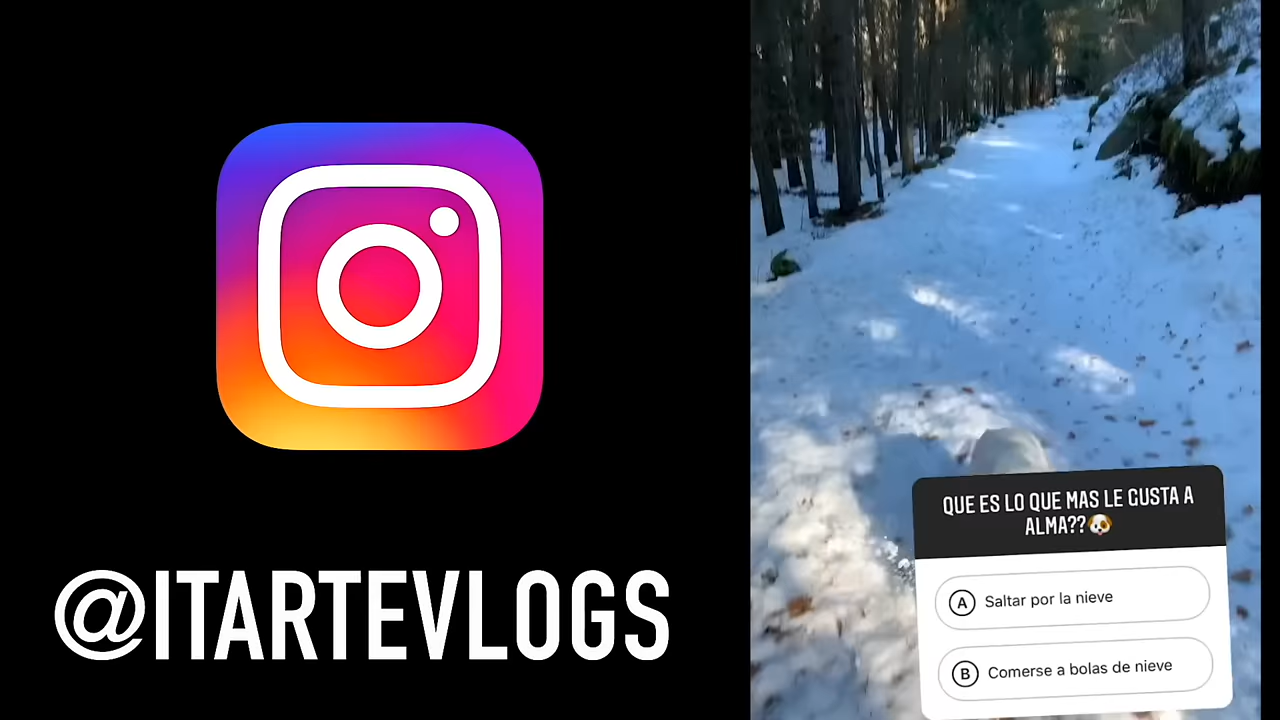 @ITARTEVLOGS
QUE ES LO QUE MAS LE GUSTA A
ALMA??🐶
A Saltar por la nieve
B Comerse a bolas de nieve